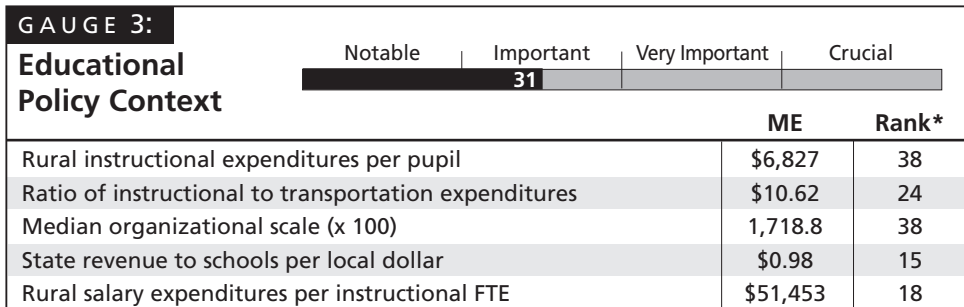 GAUGE 3:
Educational
Policy Context
Notable Important Very Important Crucial
31
ME Rank*
Rural instructional expenditures per pupil $6,827 38
Ratio of instructional to transportation expenditures $10.62 24
Median organizational scale (x 100) 1,718.8 38
State revenue to schools per local dollar $0.98 15
Rural salary expenditures per instructional FTE $51,453 18